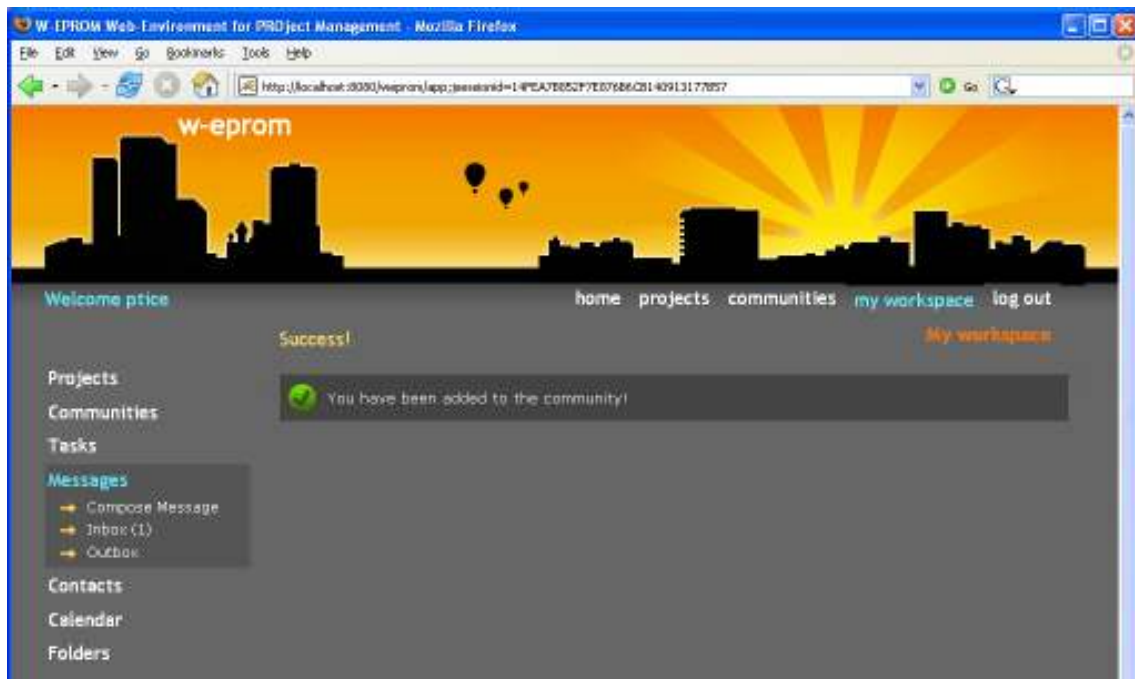 W-EPROM Web-Environment for PROject Management - Mozilla Firefox
File Edit View Go Bookmarks Tools Help
Go
w-eprom
Welcome ptice
home projects communities my workspace log out
Success!
My workspace
Projects
You have been added to the community!
Communities
Tasks
Messages
Compose Message
Inbox (1)
Outbox
Contacts
Calendar
Folders